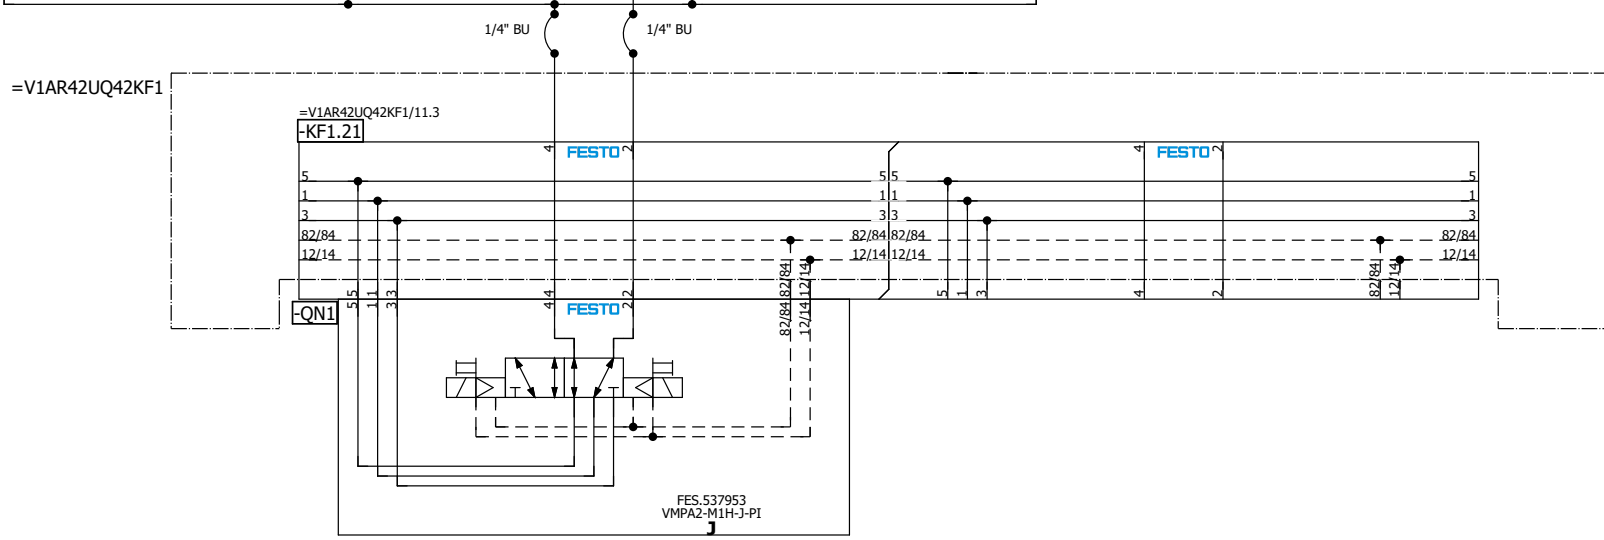 1/4" BU 1/4" BU
=V1AR42UQ42KF1
=V1AR42UQ42KF1/11.3
-KF1.21
4 FESTO 2 4 FESTO 2
5 5 5 5
1 1 1 1
3 3 3 3
82/84 82/84 82/84 82/84
12/14 12/14 12/14 12/14
5 1 3 4 2 82/84 12/14 5 1 3 4 2 82/84 12/14
-QN1
5 1 3 4 FESTO 2 82/84 12/14
FES.537953
VMPA2-M1H-J-PI
J